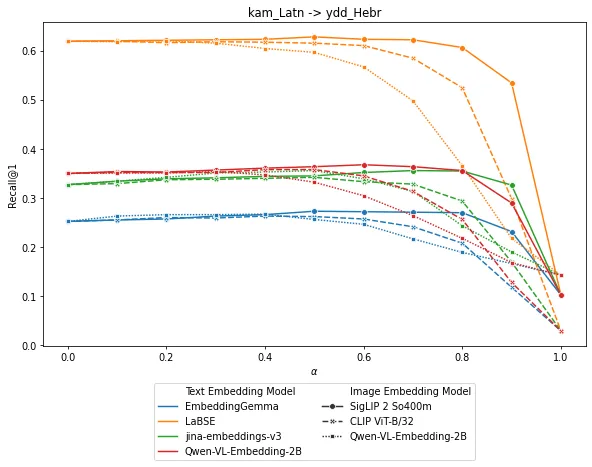 kam_Latn -> ydd_Hebr
Recall@1
0.6
0.5
0.4
0.3
0.2
0.1
0.0
0.0 0.2 0.4 0.6 0.8 1.0
α
Text Embedding Model Image Embedding Model
EmbeddingGemma SigLIP 2 So400m
LaBSE CLIP ViT-B/32
jina-embeddings-v3 Qwen-VL-Embedding-2B
Qwen-VL-Embedding-2B